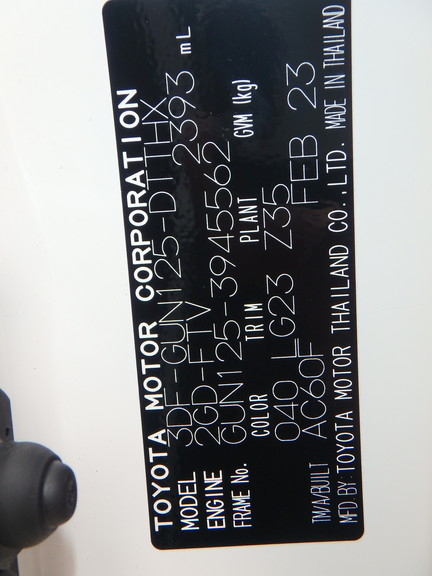 TOYOTA MOTOR CORPORATION
MODEL 3DF-GUN125-DTTHX
ENGINE 2GD-FTV 2393 mL
FRAME No. GUN125-3945562
COLOR TRIM PLANT GVM (kg)
040 LG23 Z35
TM/A/BUILT AC60F FEB 23
MFD.BY:TOYOTA MOTOR THAILAND CO.,LTD. MADE IN THAILAND